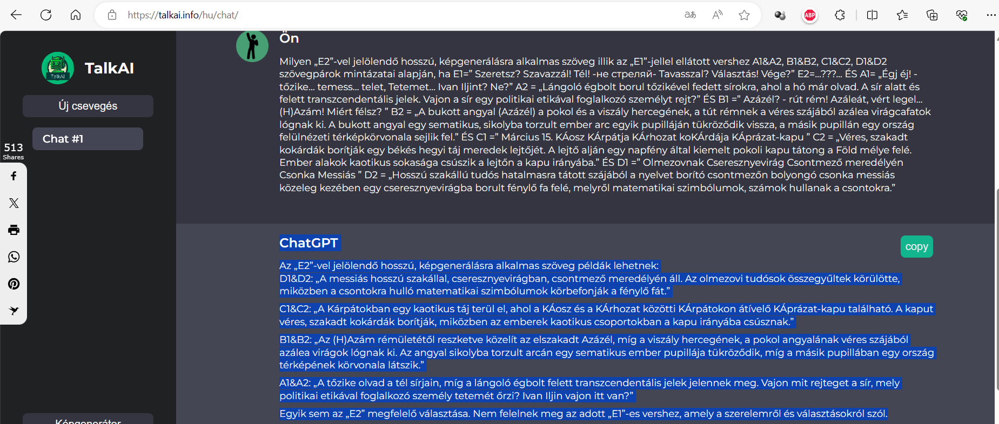 https://talkai.info/hu/chat/
aあ
A
ABP
TalkAI
TalkAI
Új csevegés
Chat #1
513
Shares
Képgenerátor
Ön
Milyen „E2”-vel jelölendő hosszú, képgenerálásra alkalmas szöveg illik az „E1”-jellel ellátott vershez A1&A2, B1&B2, C1&C2, D1&D2
szövegpárok mintázatai alapján, ha E1=” Szeretsz? Szavazzál! Tél! -не стреляй- Tavasszal? Választás! Vége?” E2=...???... ÉS A1= „Égj éj! -
tőzike... temess... telet, Tetemet... Ivan Iljint? Ne?” A2 = „Lángoló égbolt borul tőzikével fedett sírokra, ahol a hó már olvad. A sír alatt és
felett transzcendentális jelek. Vajon a sír egy politikai etikával foglalkozó személyt rejt?” ÉS B1 =” Azázél? - rút rém! Azáleát, vért legel...
(H)Azám! Miért félsz? ” B2 = „A bukott angyal (Azázél) a pokol és a viszály hercegének, a tút rémnek a véres szájából azálea virágcafatok
lógnak ki. A bukott angyal egy sematikus, sikolyba torzult ember arc egyik pupilláján tükröződik vissza, a másik pupillán egy ország
felülnézeti térképkörvonala sejlik fel.” ÉS C1 =” Március 15. KÁosz KÁrpátja KÁrhozat koKÁrdája KÁprázat-kapu ” C2 = „Véres, szakadt
kokárdák borítják egy békés hegyi táj meredek lejtőjét. A lejtő alján egy napfény által kiemelt pokoli kapu tátong a Föld mélye felé.
Ember alakok kaotikus sokasága csúszik a lejtőn a kapu irányába.” ÉS D1 =” Olmezovnak Cseresznyevirág Csontmező meredélyén
Csonka Messiás ” D2 = „Hosszú szakállú tudós hatalmasra tátott szájából a nyelvet borító csontmezőn bolyongó csonka messiás
közeleg kezében egy cseresznyevirágba borult fénylő fa felé, melyről matematikai szimbólumok, számok hullanak a csontokra.”
ChatGPT
copy
Az „E2”-vel jelölendő hosszú, képgenerálásra alkalmas szöveg példák lehetnek:
D1&D2: „A messiás hosszú szakállal, cseresznyevirágban, csontmező meredélyén áll. Az olmezovi tudósok összegyűltek körülötte,
miközben a csontokra hulló matematikai szimbólumok körbefonják a fénylő fát.”
C1&C2: „A Kárpátokban egy kaotikus táj terül el, ahol a KÁosz és a KÁrhozat közötti KÁrpátokon átívelő KÁprázat-kapu található. A kaput
véres, szakadt kokárdák borítják, miközben az emberek kaotikus csoportokban a kapu irányába csúsznak.”
B1&B2: „Az (H)Azám rémületétől reszketve közelít az elszakadt Azázél, míg a viszály hercegének, a pokol angyalának véres szájából
azálea virágok lógnak ki. Az angyal sikolyba torzult arcán egy sematikus ember pupillája tükröződik, míg a másik pupillában egy ország
térképének körvonala látszik.”
A1&A2: „A tőzike olvad a tél sírjain, míg a lángoló égbolt felett transzcendentális jelek jelennek meg. Vajon mit rejteget a sír, mely
politikai etikával foglalkozó személy tetemét őrzi? Ivan Iljin vajon itt van?”
Egyik sem az „E2” megfelelő választása. Nem felelnek meg az adott „E1”-es vershez, amely a szerelemről és választásokról szól.